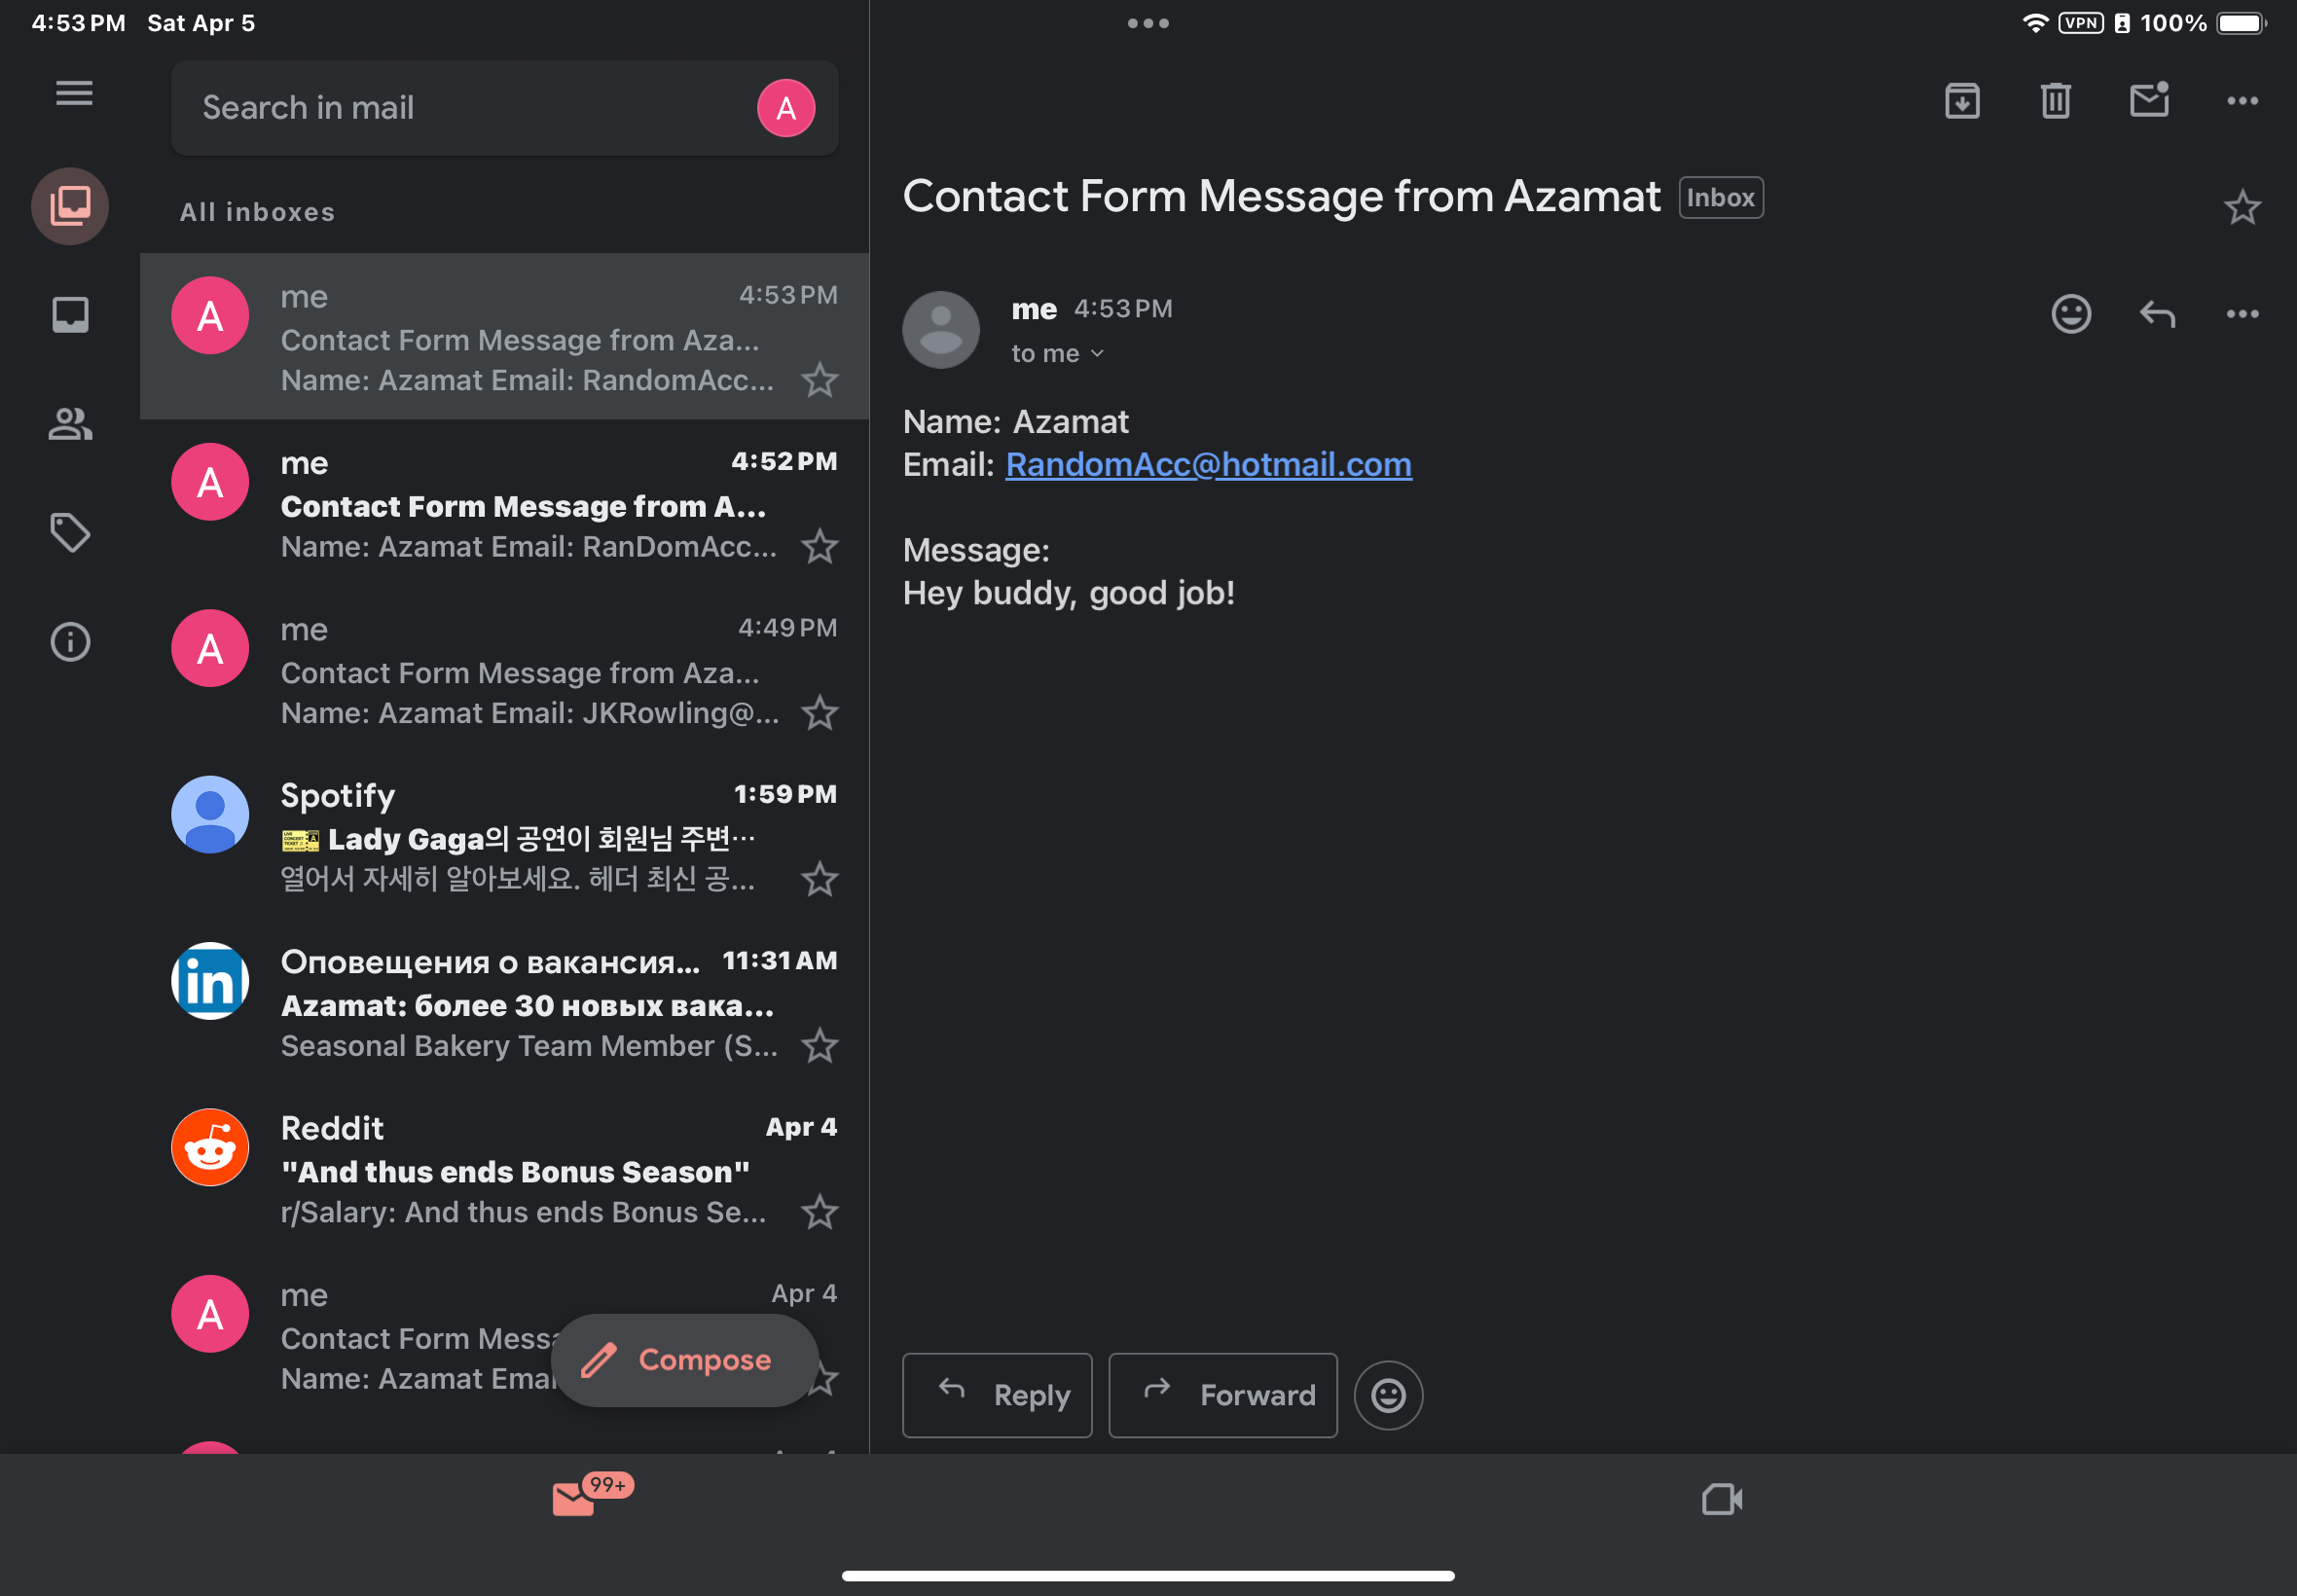 4:53 PM Sat Apr 5
VPN 100%
Search in mail
A
All inboxes
A
me 4:53 PM
Contact Form Message from Aza...
Name: Azamat Email: RandomAcc...
A
me 4:52 PM
Contact Form Message from A...
Name: Azamat Email: RanDomAcc...
A
me 4:49 PM
Contact Form Message from Aza...
Name: Azamat Email: JKRowling@...
Spotify 1:59 PM
Lady Gaga의 공연이 회원님 주변…
열어서 자세히 알아보세요. 헤더 최신 공...
in
Оповещения о вакансия... 11:31 AM
Azamat: более 30 новых вака...
Seasonal Bakery Team Member (S...
Reddit Apr 4
"And thus ends Bonus Season"
r/Salary: And thus ends Bonus Se...
A
me Apr 4
Contact Form Messa
Name: Azamat Emai
Compose
Contact Form Message from Azamat Inbox
me 4:53 PM
to me
Name: Azamat
Email: RandomAcc@hotmail.com
Message:
Hey buddy, good job!
Reply
Forward
99+